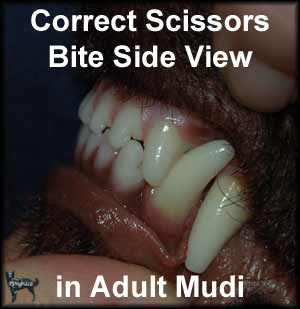 Correct Scissors
Bite Side View
in Adult Mudi